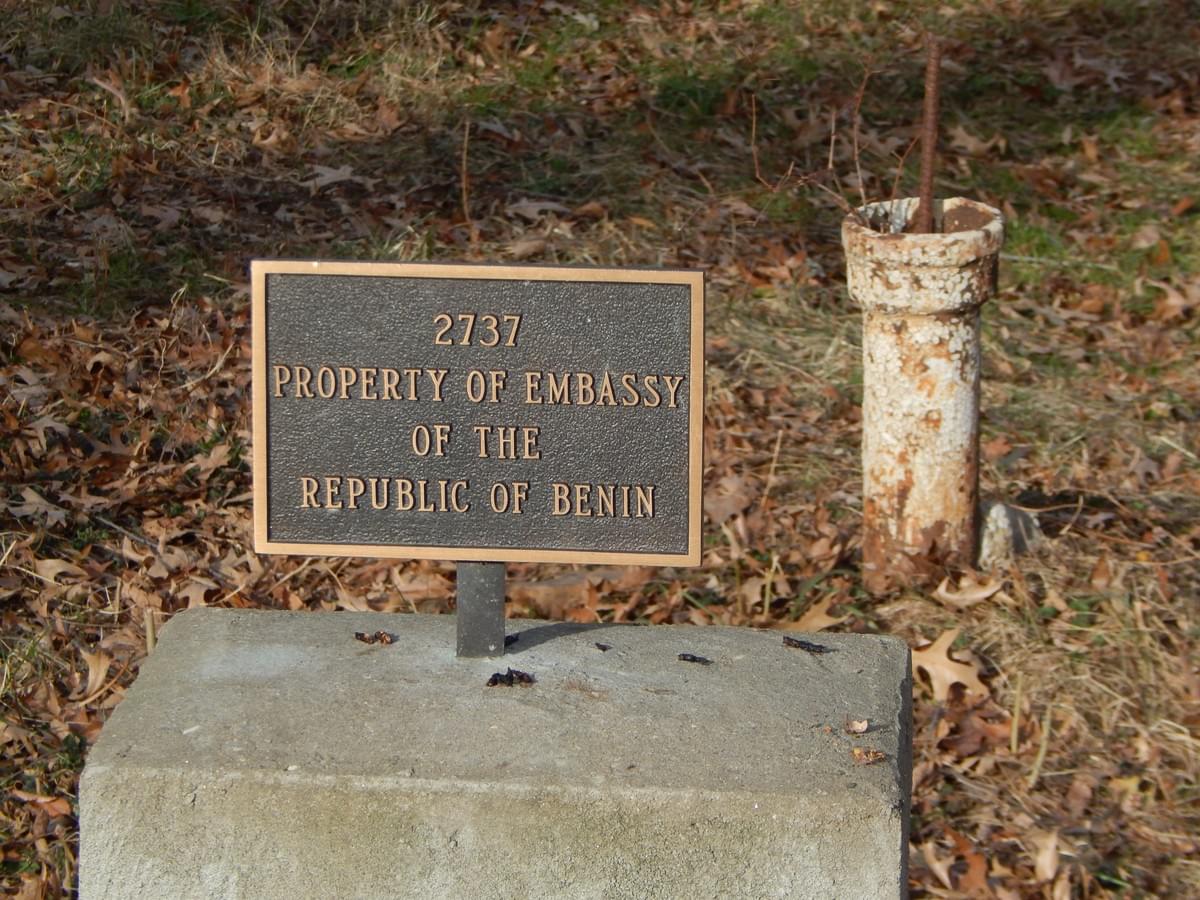 2737
PROPERTY OF EMBASSY
OF THE
REPUBLIC OF BENIN